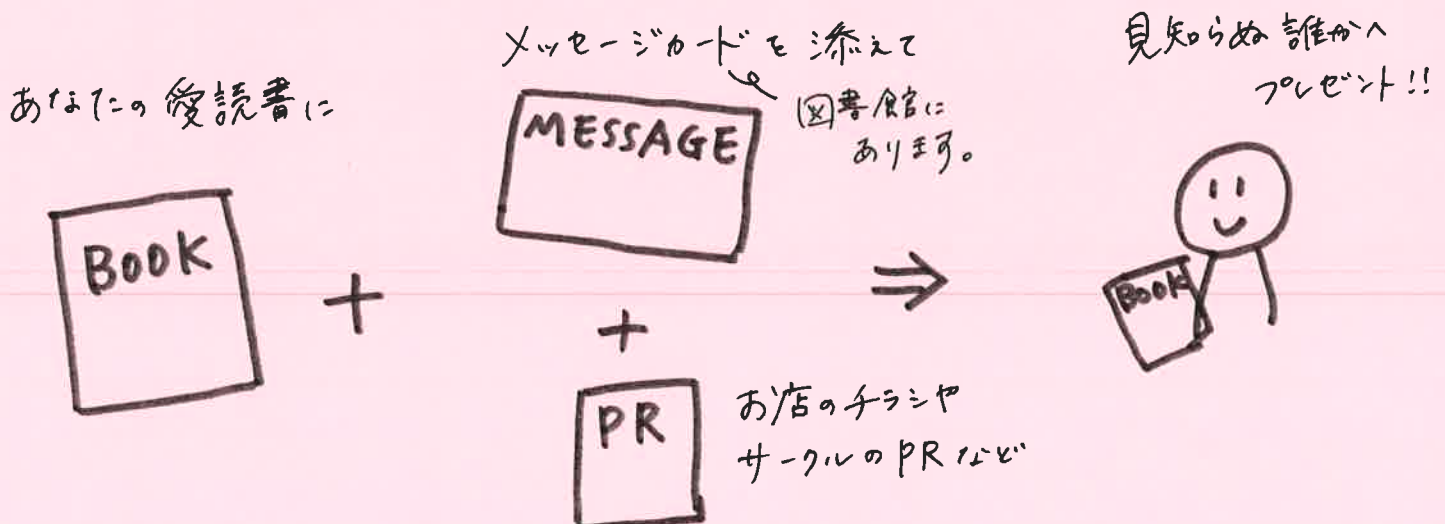 あなたの愛読書に
BOOK
+
メッセージカードを添えて
図書館に
あります。
MESSAGE
+
PR
お店のチラシや
サークルのPRなど
⇒
見知らぬ誰かへ
プレゼント!!
BOOK